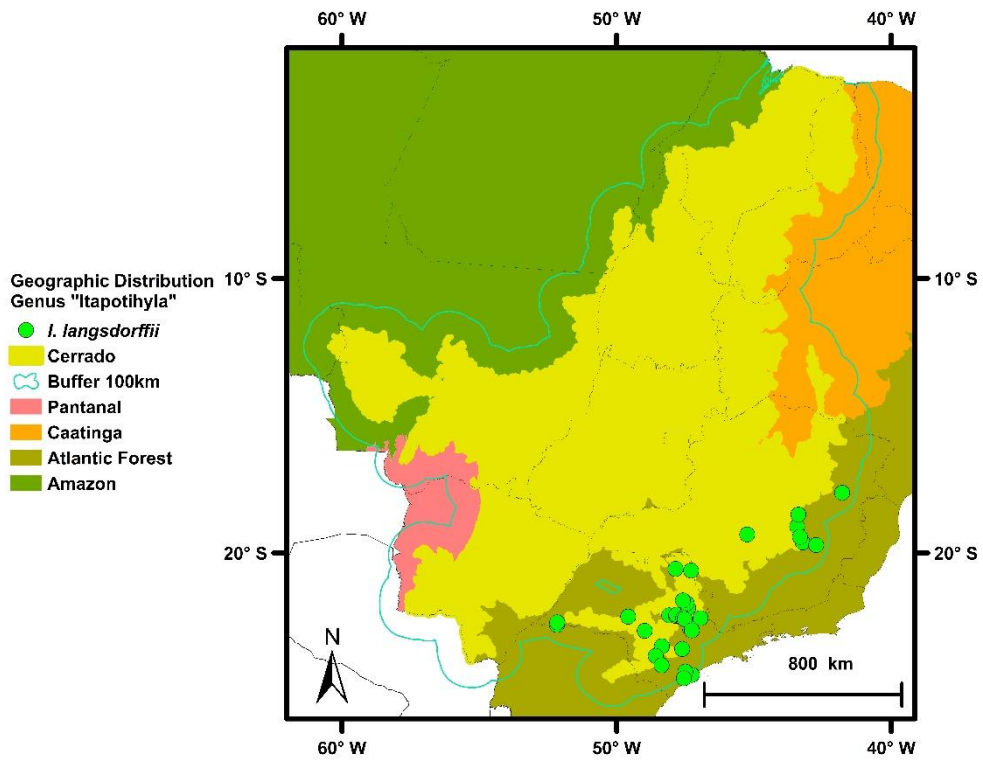 60° W 50° W 40° W
10° S 10° S
Geographic Distribution
Genus "Itapotihyla"
I. langsdorffii
Cerrado
Buffer 100km
Pantanal
Caatinga
Atlantic Forest
Amazon
20° S 20° S
N
800 km
60° W 50° W 40° W